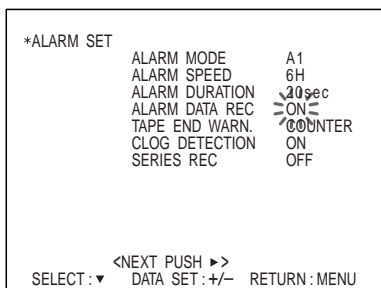 *ALARM SET
ALARM MODE A1
ALARM SPEED 6H
ALARM DURATION 20sec
ALARM DATA REC ON
TAPE END WARN. COUNTER
CLOG DETECTION ON
SERIES REC OFF
<NEXT PUSH ►>
SELECT : ▼ DATA SET : +/– RETURN : MENU